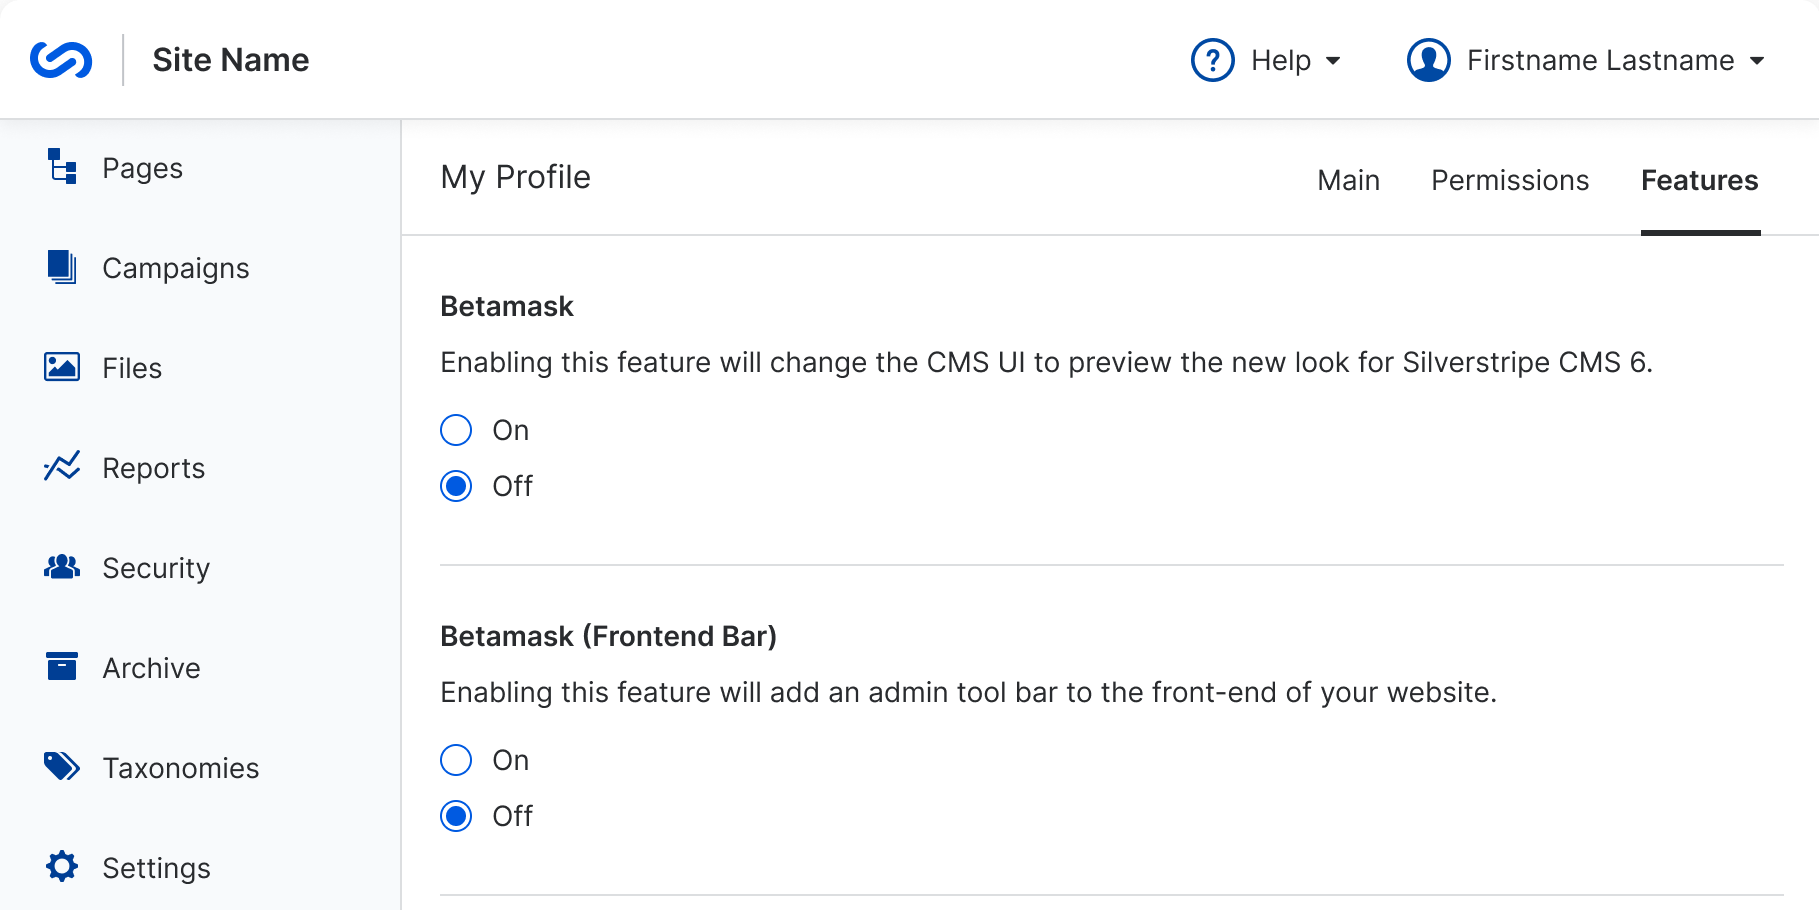 Site Name
Help
Firstname Lastname
Pages
Campaigns
Files
Reports
Security
Archive
Taxonomies
Settings
My Profile
Main
Permissions
Features
Betamask
Enabling this feature will change the CMS UI to preview the new look for Silverstripe CMS 6.
On
Off
Betamask (Frontend Bar)
Enabling this feature will add an admin tool bar to the front-end of your website.
On
Off